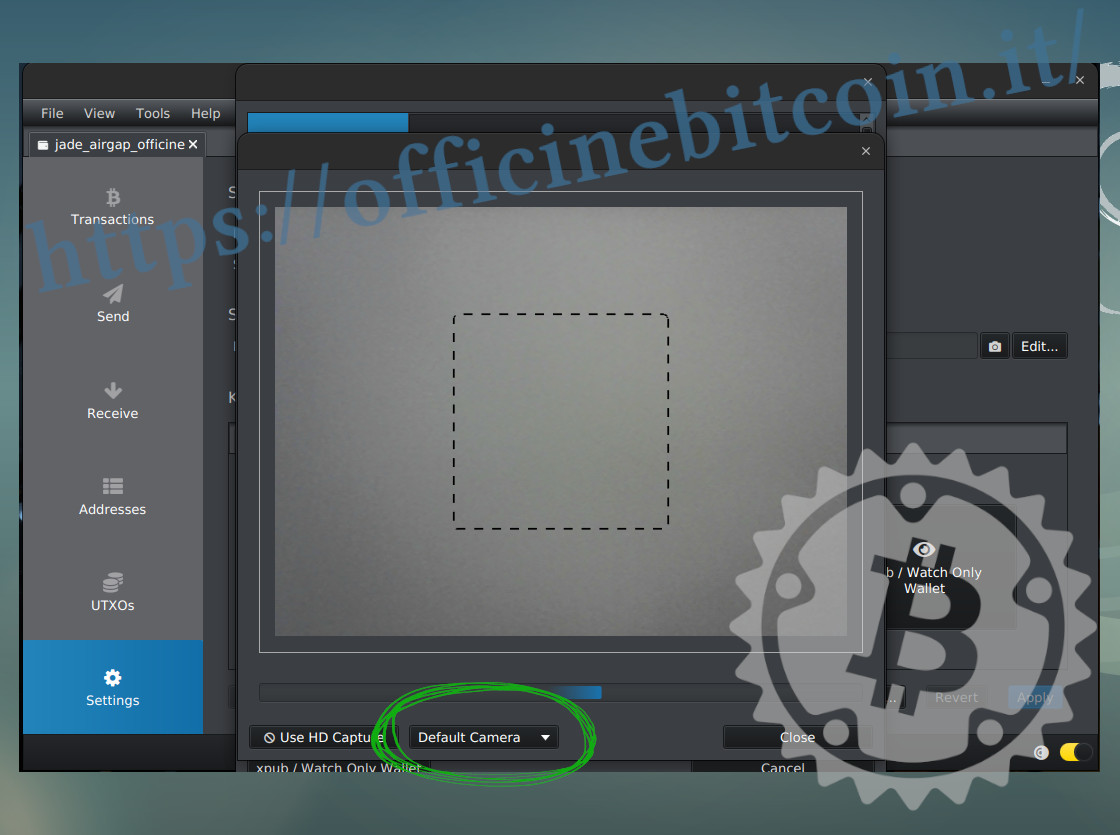 https://officinebitcoin.it/
File View Tools Help
jade_airgap_officine
Transactions
Send
Receive
Addresses
UTXOs
Settings
S
S
K
Edit...
b / Watch Only
Wallet
... Revert Apply
Use HD Capture Default Camera Close
xpub / Watch Only Wallet Cancel